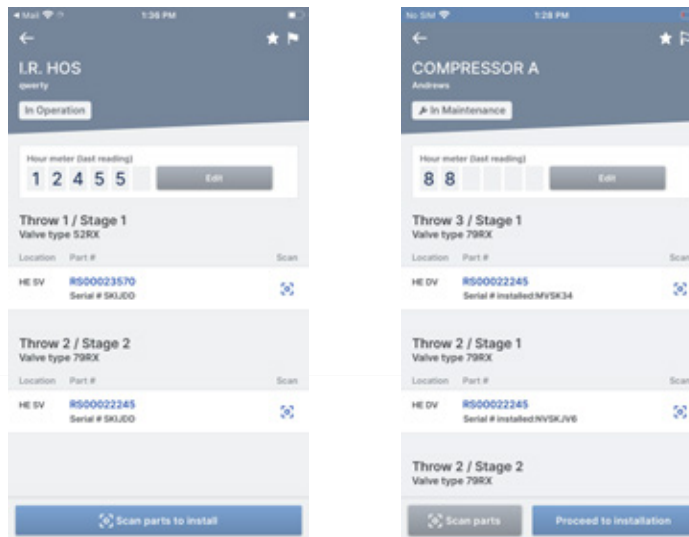 Mail
1:36 PM
I.R. HOS
qwerty
In Operation
Hour meter (last reading)
1 2 4 5 5
Edit
Throw 1 / Stage 1
Valve type 52RX
Location Part # Scan
HE SV RS00023570
Serial # SKIJDD
Throw 2 / Stage 2
Valve type 79RX
Location Part # Scan
HE SV RS00022245
Serial # SKIJDD
Scan parts to install
No SIM
1:28 PM
COMPRESSOR A
Andrews
In Maintenance
Hour meter (last reading)
8 8
Edit
Throw 3 / Stage 1
Valve type 79RX
Location Part # Scan
HE DV RS00022245
Serial # installed:MVSK34
Throw 2 / Stage 1
Valve type 79RX
Location Part # Scan
HE DV RS00022245
Serial # installed:NVSKJV6
Throw 2 / Stage 2
Valve type 79RX
Scan parts
Proceed to installation